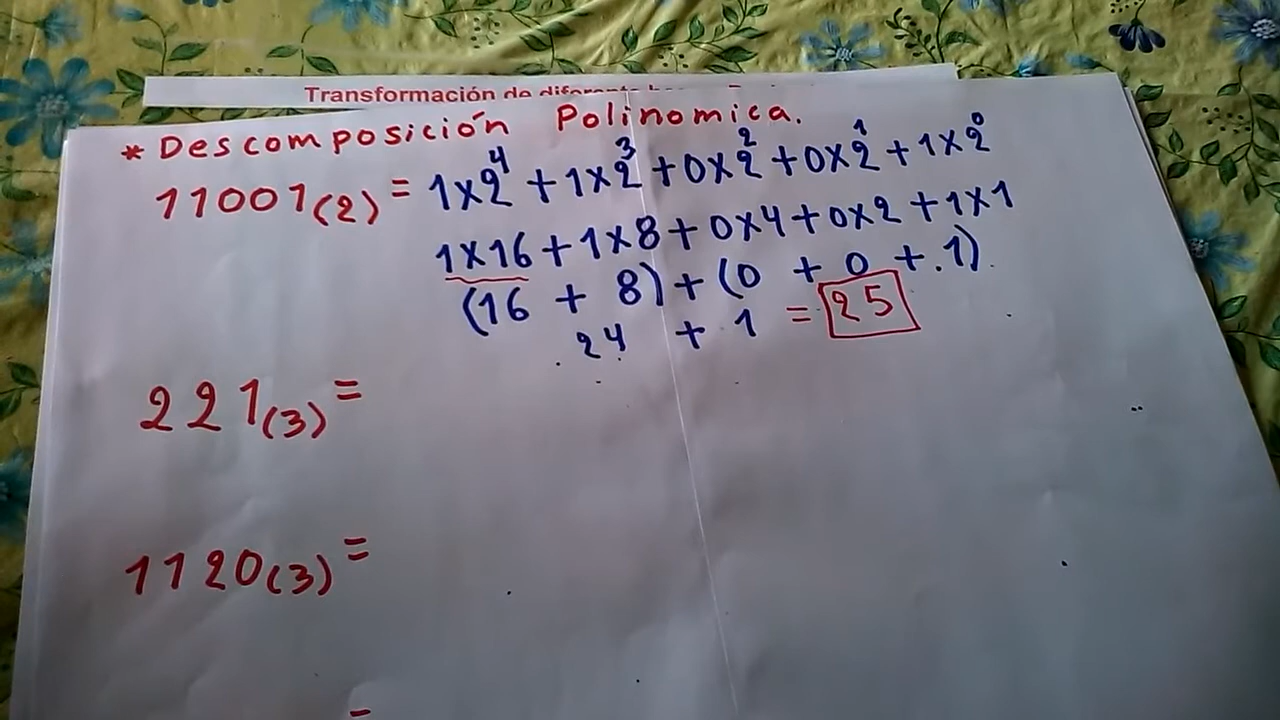 Transformación de
* Descomposición Polinomica.
11001(2) = 1x2⁴ + 1x2³ + 0x2² + 0x2¹ + 1x2⁰
1x16 + 1x8 + 0x4 + 0x2 + 1x1
(16 + 8) + (0 + 0 + 1)
24 + 1 = 25
221(3) =
1120(3) =